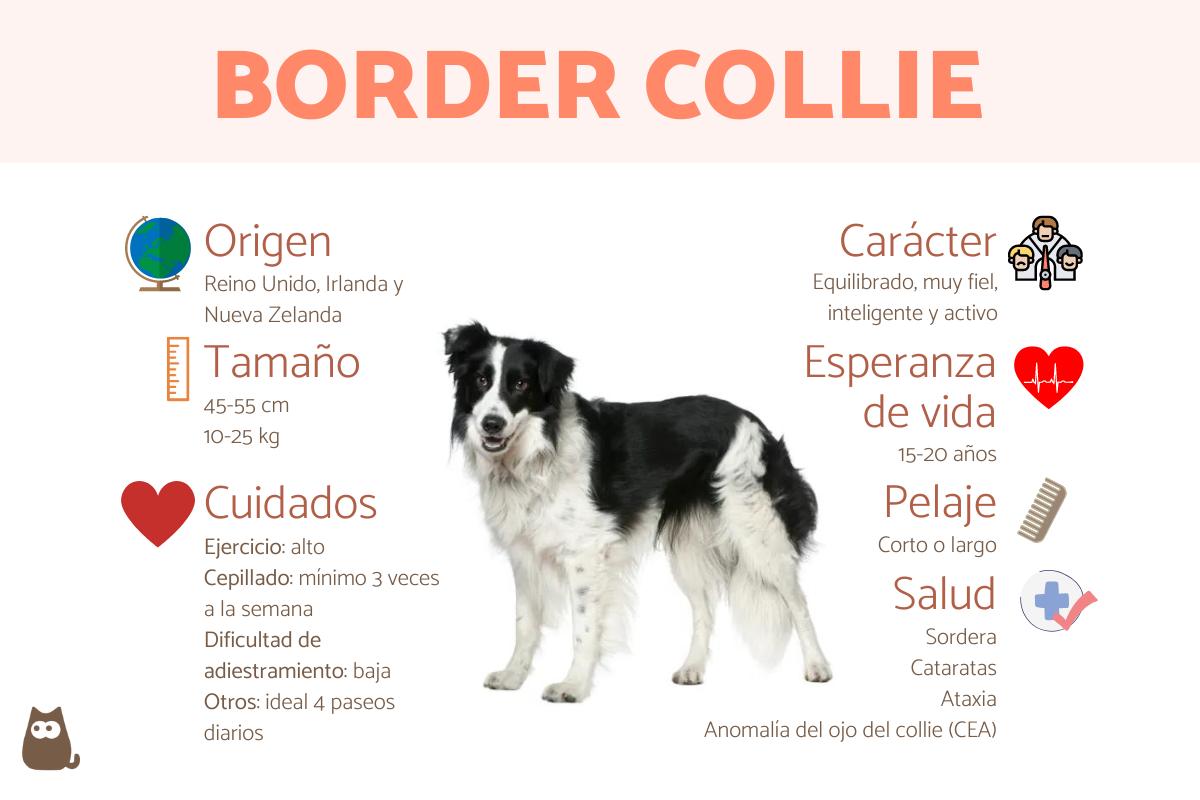 BORDER COLLIE
Origen
Reino Unido, Irlanda y
Nueva Zelanda
Tamaño
45-55 cm
10-25 kg
Cuidados
Ejercicio: alto
Cepillado: mínimo 3 veces
a la semana
Dificultad de
adiestramiento: baja
Otros: ideal 4 paseos
diarios
Carácter
Equilibrado, muy fiel,
inteligente y activo
Esperanza
de vida
15-20 años
Pelaje
Corto o largo
Salud
Sordera
Cataratas
Ataxia
Anomalía del ojo del collie (CEA)